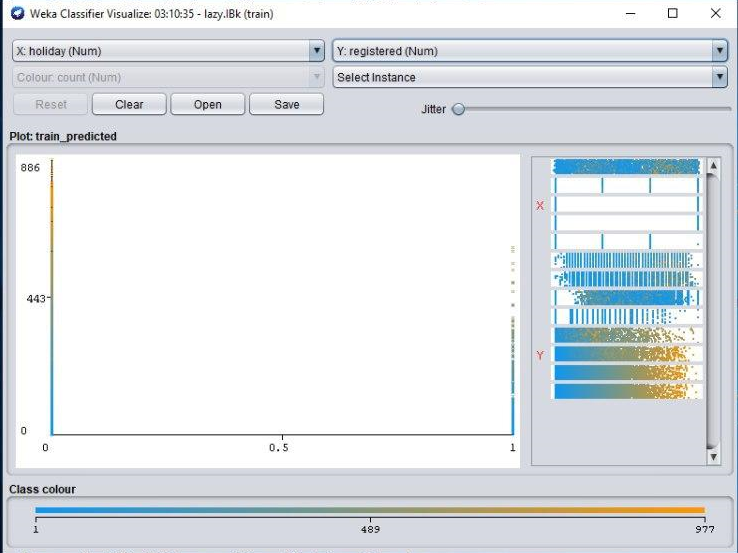 Weka Classifier Visualize: 03:10:35 - lazy.IBk (train)
X: holiday (Num) Y: registered (Num)
Colour: count (Num) Select Instance
Reset Clear Open Save Jitter
Plot: train_predicted
886
443
0
0 0.5 1
X
Y
Class colour
1 489 977